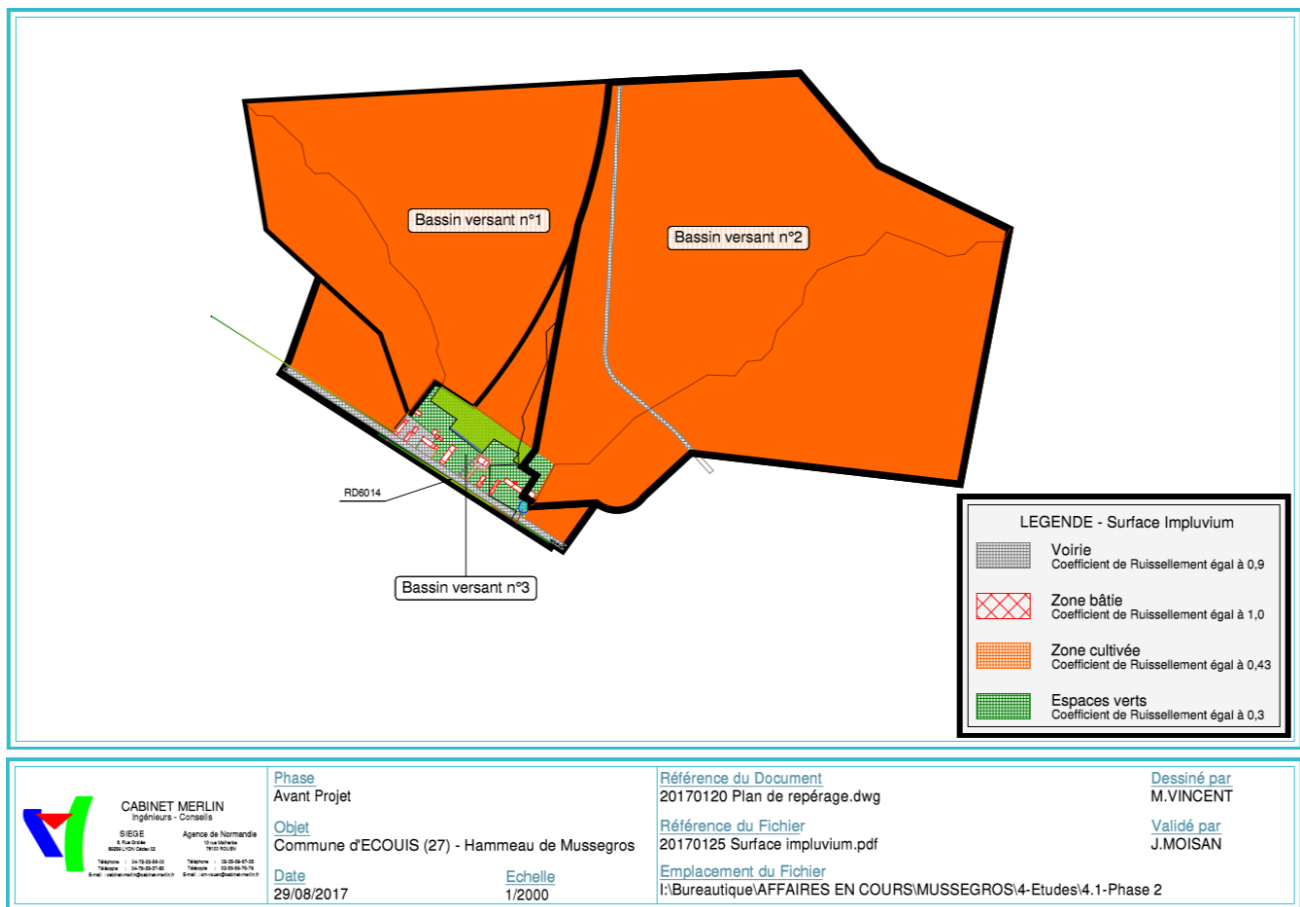 Bassin versant n°1
Bassin versant n°2
RD6014
Bassin versant n°3
LEGENDE - Surface Impluvium
Voirie
Coefficient de Ruissellement égal à 0,9
Zone bâtie
Coefficient de Ruissellement égal à 1,0
Zone cultivée
Coefficient de Ruissellement égal à 0,43
Espaces verts
Coefficient de Ruissellement égal à 0,3
CABINET MERLIN
Ingénieurs - Conseils
SIEGE
Agence de Normandie
Phase
Avant Projet
Objet
Commune d'ECOUIS (27) - Hammeau de Mussegros
Date
29/08/2017
Echelle
1/2000
Référence du Document
20170120 Plan de repérage.dwg
Référence du Fichier
20170125 Surface impluvium.pdf
Emplacement du Fichier
I:\Bureautique\AFFAIRES EN COURS\MUSSEGROS\4-Etudes\4.1-Phase 2
Dessiné par
M.VINCENT
Validé par
J.MOISAN